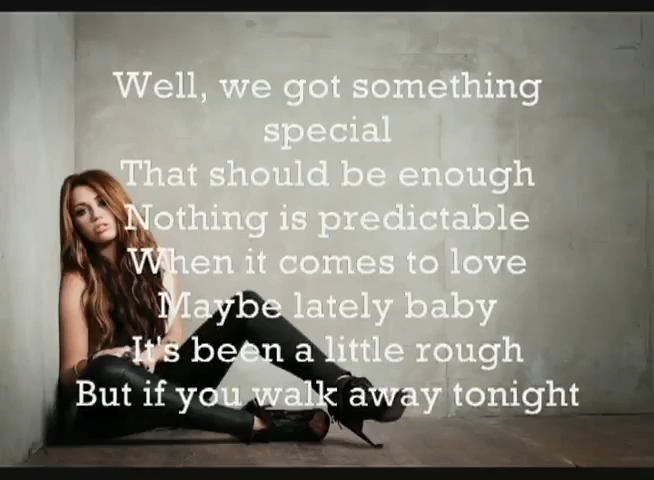 Well, we got something
special
That should be enough
Nothing is predictable
When it comes to love
Maybe lately baby
It's been a little rough
But if you walk away tonight